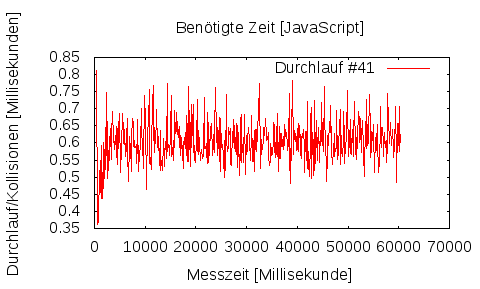 Benötigte Zeit [JavaScript]
Durchlauf #41
Durchlauf/Kollisionen [Millisekunden]
0.85
0.8
0.75
0.7
0.65
0.6
0.55
0.5
0.45
0.4
0.35
0 10000 20000 30000 40000 50000 60000 70000
Messzeit [Millisekunde]